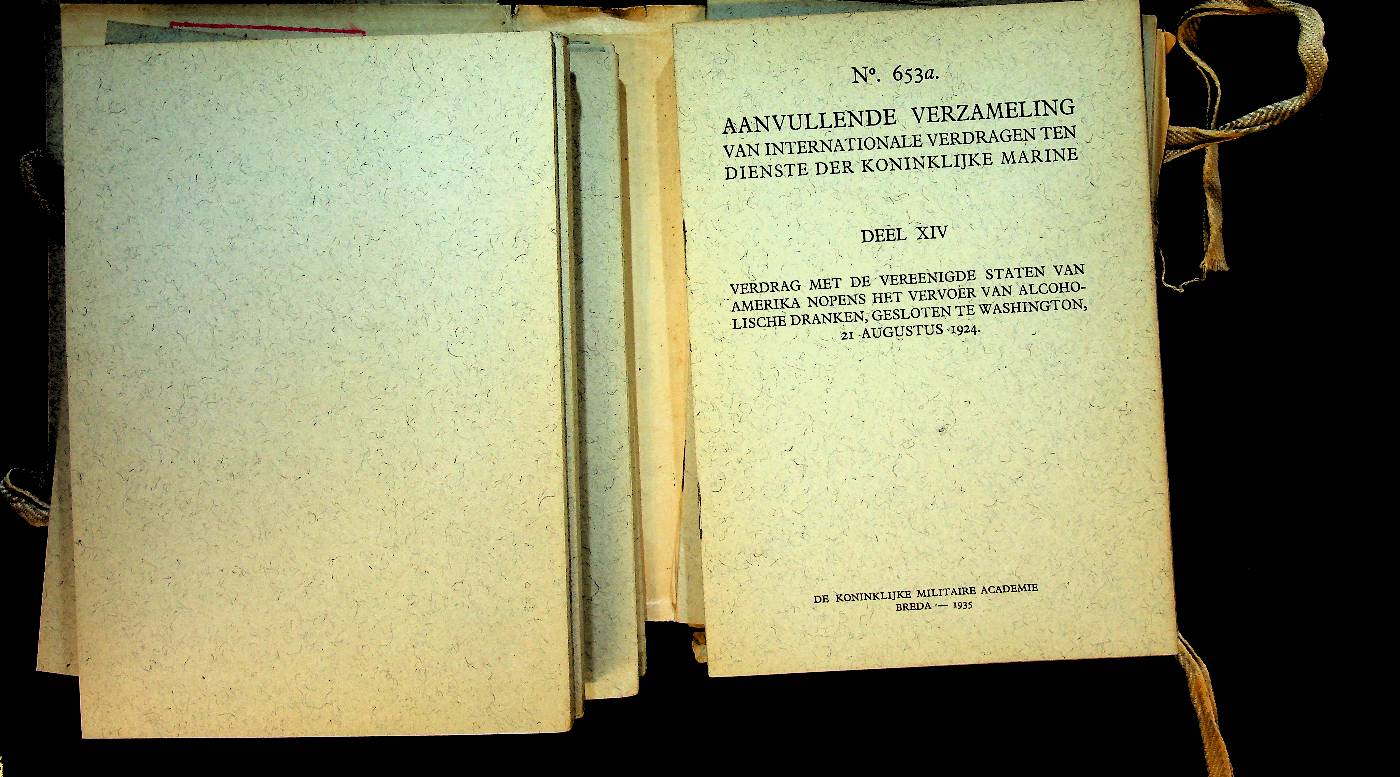 Nº. 653a.
AANVULLENDE VERZAMELING
VAN INTERNATIONALE VERDRAGEN TEN
DIENSTE DER KONINKLIJKE MARINE
DEEL XIV
VERDRAG MET DE VEREENIGDE STATEN VAN
AMERIKA NOPENS HET VERVOER VAN ALCOHO-
LISCHE DRANKEN, GESLOTEN TE WASHINGTON,
21 AUGUSTUS 1924.
DE KONINKLIJKE MILITAIRE ACADEMIE
BREDA — 1935